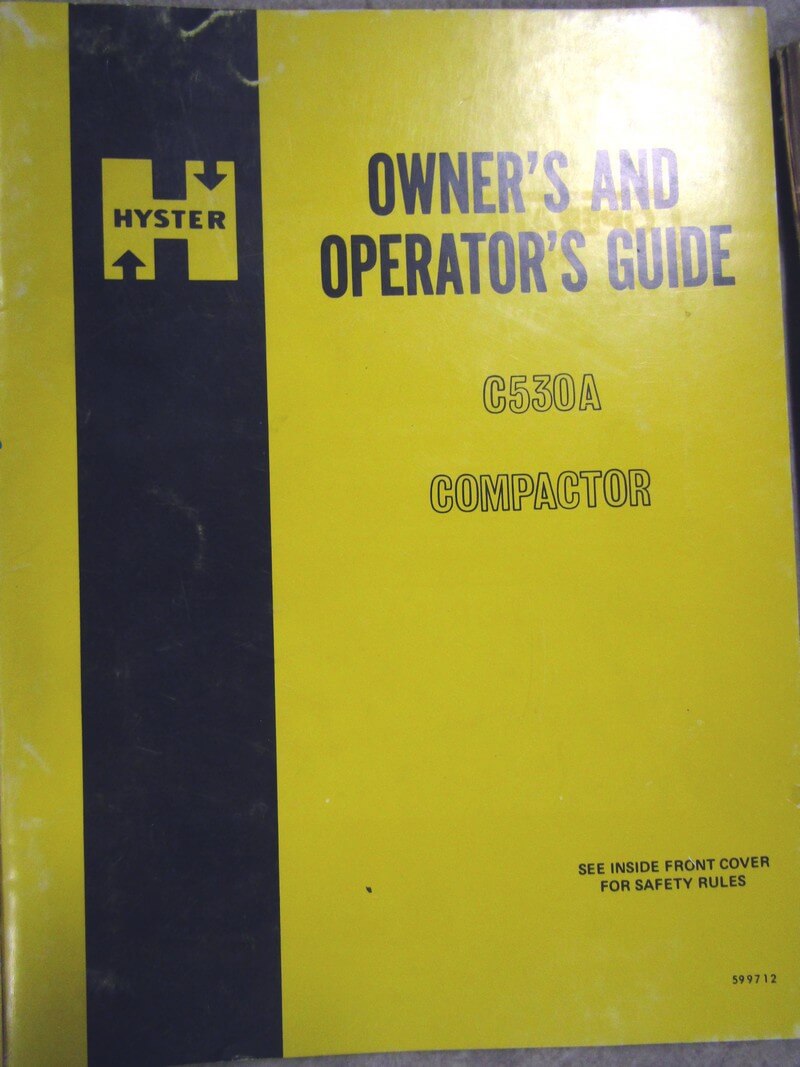 HYSTER
OWNER'S AND
OPERATOR'S GUIDE
C530A
COMPACTOR
SEE INSIDE FRONT COVER
FOR SAFETY RULES
599712